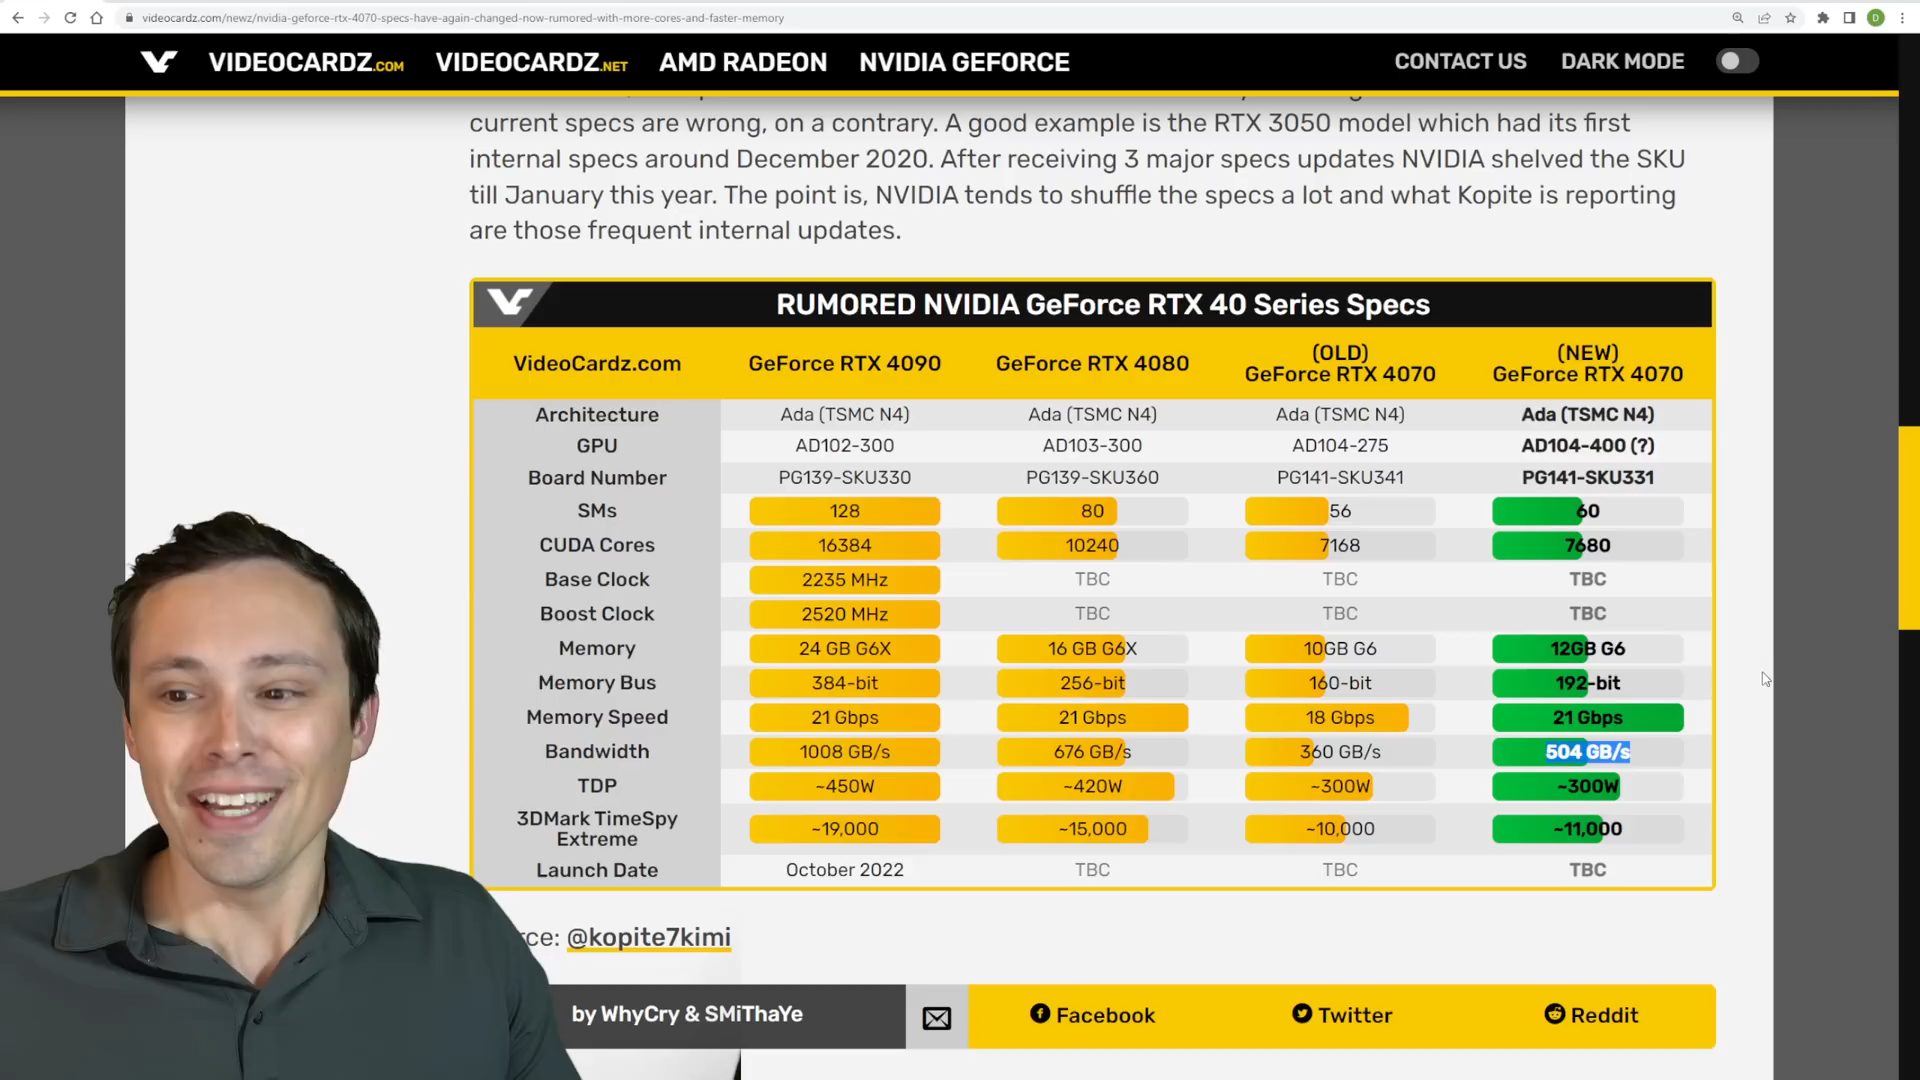 videocardz.com/newz/nvidia-geforce-rtx-4070-specs-have-again-changed-now-rumored-with-more-cores-and-faster-memory
D
VIDEOCARDZ.COM VIDEOCARDZ.NET AMD RADEON NVIDIA GEFORCE CONTACT US DARK MODE
current specs are wrong, on a contrary. A good example is the RTX 3050 model which had its first
internal specs around December 2020. After receiving 3 major specs updates NVIDIA shelved the SKU
till January this year. The point is, NVIDIA tends to shuffle the specs a lot and what Kopite is reporting
are those frequent internal updates.
RUMORED NVIDIA GeForce RTX 40 Series Specs
VideoCardz.com GeForce RTX 4090 GeForce RTX 4080 (OLD) GeForce RTX 4070 (NEW) GeForce RTX 4070
Architecture Ada (TSMC N4) Ada (TSMC N4) Ada (TSMC N4) Ada (TSMC N4)
GPU AD102-300 AD103-300 AD104-275 AD104-400 (?)
Board Number PG139-SKU330 PG139-SKU360 PG141-SKU341 PG141-SKU331
SMs 128 80 56 60
CUDA Cores 16384 10240 7168 7680
Base Clock 2235 MHz TBC TBC TBC
Boost Clock 2520 MHz TBC TBC TBC
Memory 24 GB G6X 16 GB G6X 10GB G6 12GB G6
Memory Bus 384-bit 256-bit 160-bit 192-bit
Memory Speed 21 Gbps 21 Gbps 18 Gbps 21 Gbps
Bandwidth 1008 GB/s 676 GB/s 360 GB/s 504 GB/s
TDP ~450W ~420W ~300W ~300W
3DMark TimeSpy Extreme ~19,000 ~15,000 ~10,000 ~11,000
Launch Date October 2022 TBC TBC TBC
rce: @kopite7kimi
by WhyCry & SMiThaYe Facebook Twitter Reddit